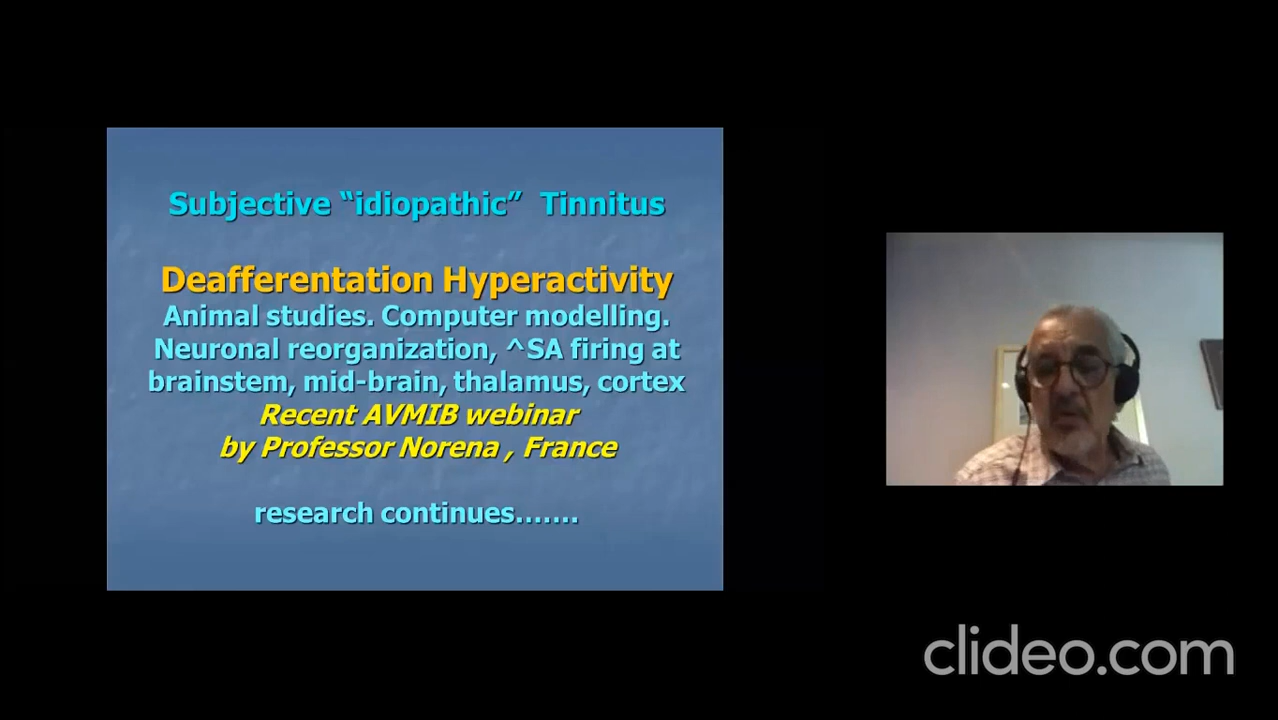 Subjective “idiopathic” Tinnitus
Deafferentation Hyperactivity
Animal studies. Computer modelling.
Neuronal reorganization, ^SA firing at
brainstem, mid-brain, thalamus, cortex
Recent AVMIB webinar
by Professor Norena , France
research continues.......
clideo.com